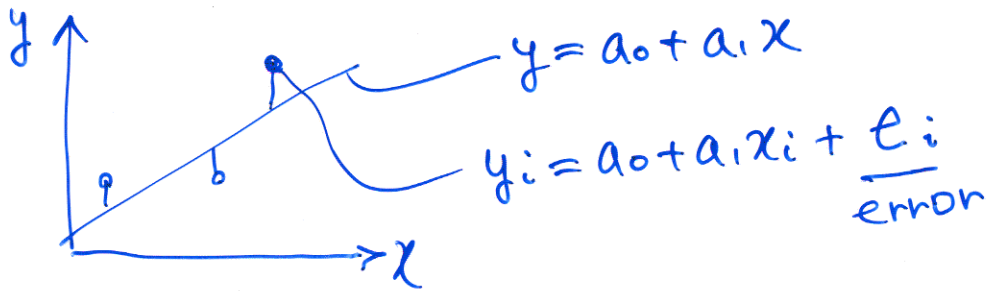 y
y = a₀ + a₁x
yᵢ = a₀ + a₁xᵢ + eᵢ
error
x